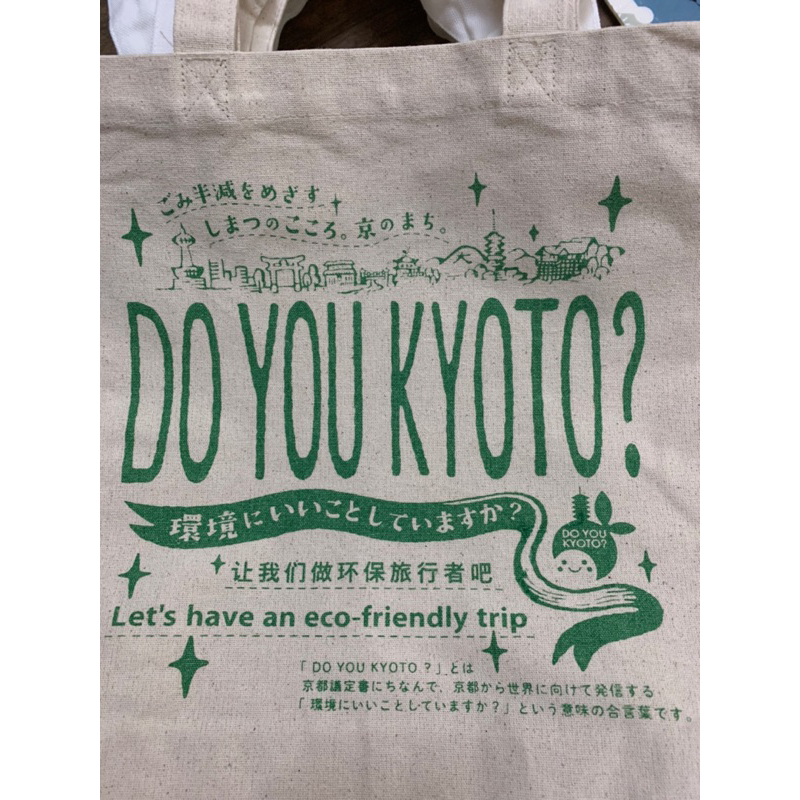 ごみ半減をめざす
しまつのこころ。京のまち。
DO YOU KYOTO?
環境にいいことしていますか?
DO YOU
KYOTO?
让我们做环保旅行者吧
Let's have an eco-friendly trip
「DO YOU KYOTO?」とは
京都議定書にちなんで、京都から世界に向けて発信する
「環境にいいことしていますか?」という意味の合言葉です。